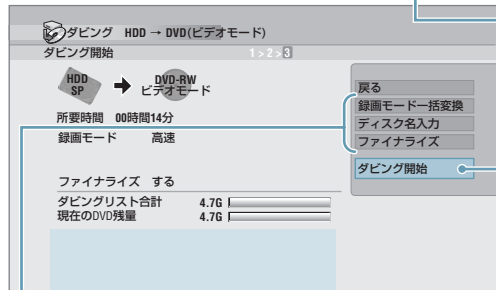 ダビング HDD → DVD(ビデオモード)
ダビング開始 1 > 2 > 3
HDD
SP
➡
DVD-RW
ビデオモード
所要時間 00時間14分
録画モード 高速
ファイナライズ する
ダビングリスト合計 4.7G
現在のDVD残量 4.7G
戻る
録画モード一括変換
ディスク名入力
ファイナライズ
ダビング開始